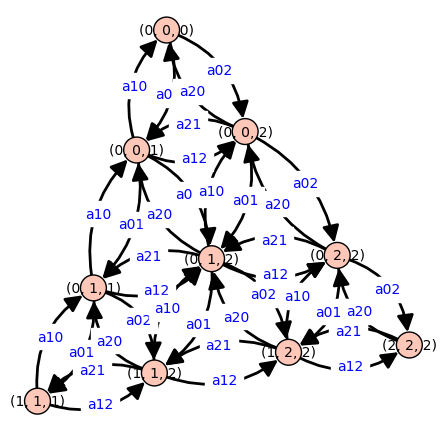 (0, 0, 0)
a02
a10
a0
a20
a21
(0, 0, 2)
(0, 0, 1)
a12
a02
a0
a10
a01
a20
a10
a20
a01
a21
(0, 2, 2)
a21
(0, 1, 2)
a12
(0, 1, 1)
a02
a12
a02
a10
a10
a20
a01
a20
a02
a01
a21
a10
a20
a21
(2, 2, 2)
(1, 2, 2)
a01
a12
a21
(1, 1, 2)
a12
(1, 1, 1)
a12